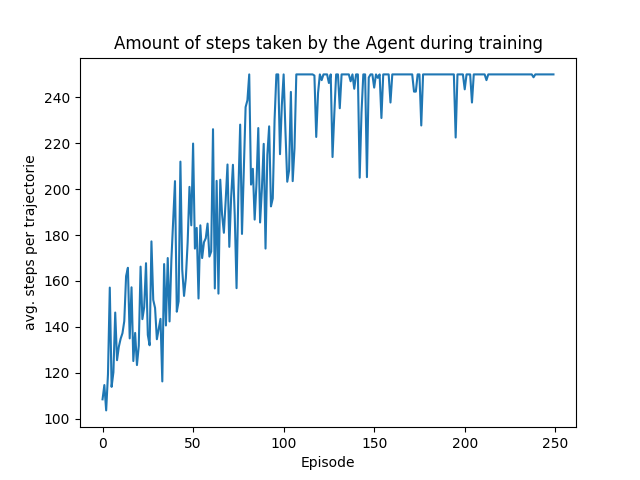 Amount of steps taken by the Agent during training
avg. steps per trajectorie
240
220
200
180
160
140
120
100
0 50 100 150 200 250
Episode